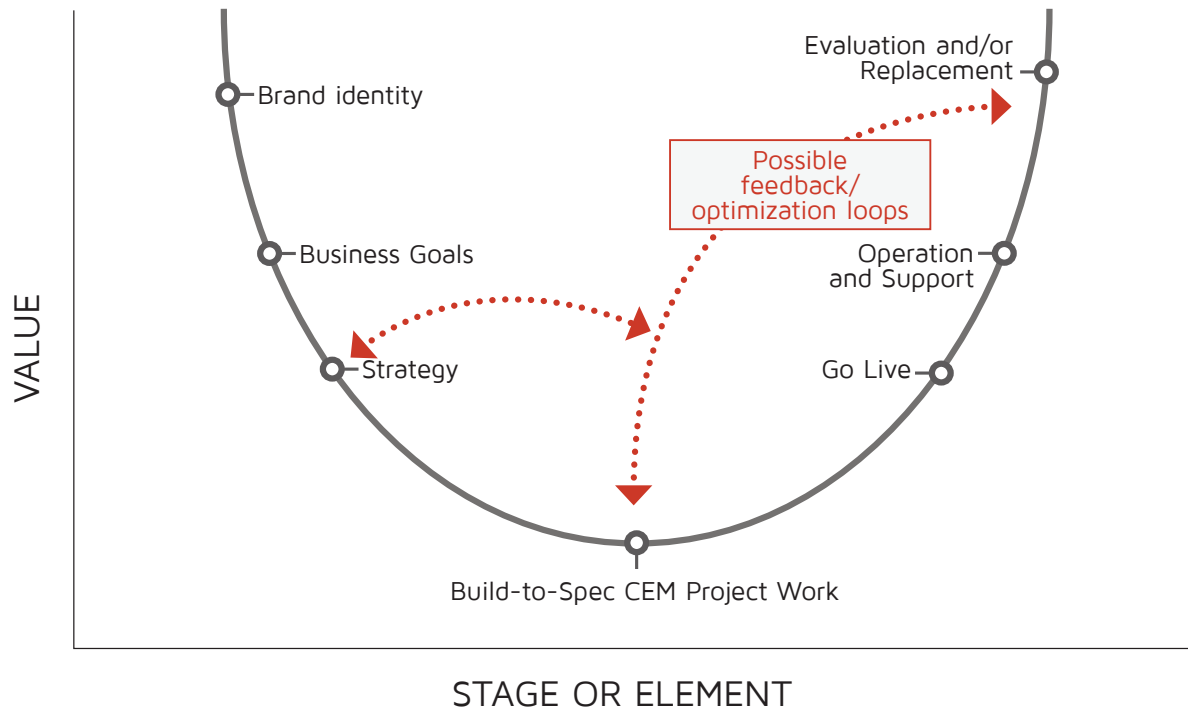 Evaluation and/or
Replacement
Brand identity
Possible
feedback/
optimization loops
Business Goals
Operation
and Support
Strategy
Go Live
Build-to-Spec CEM Project Work
VALUE
STAGE OR ELEMENT